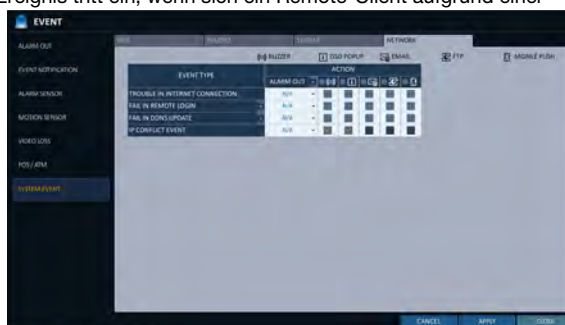 Ereignis tritt ein, wenn sich ein Remote-Client aufgrund einer
EVENT
ALARM OUT
EVENT NOTIFICATION
ALARM SENSOR
MOTION SENSOR
VIDEO LOSS
POS / ATM
SYSTEM EVENT
NETWORK
BUZZER OSD POPUP EMAIL FTP MOBILE PUSH
EVENT TYPE ACTION
ALARM OUT
TROUBLE IN INTERNET CONNECTION N/A
FAIL IN REMOTE LOGIN N/A
FAIL IN DDNS UPDATE N/A
IP CONFLICT EVENT N/A
CANCEL APPLY CLOSE